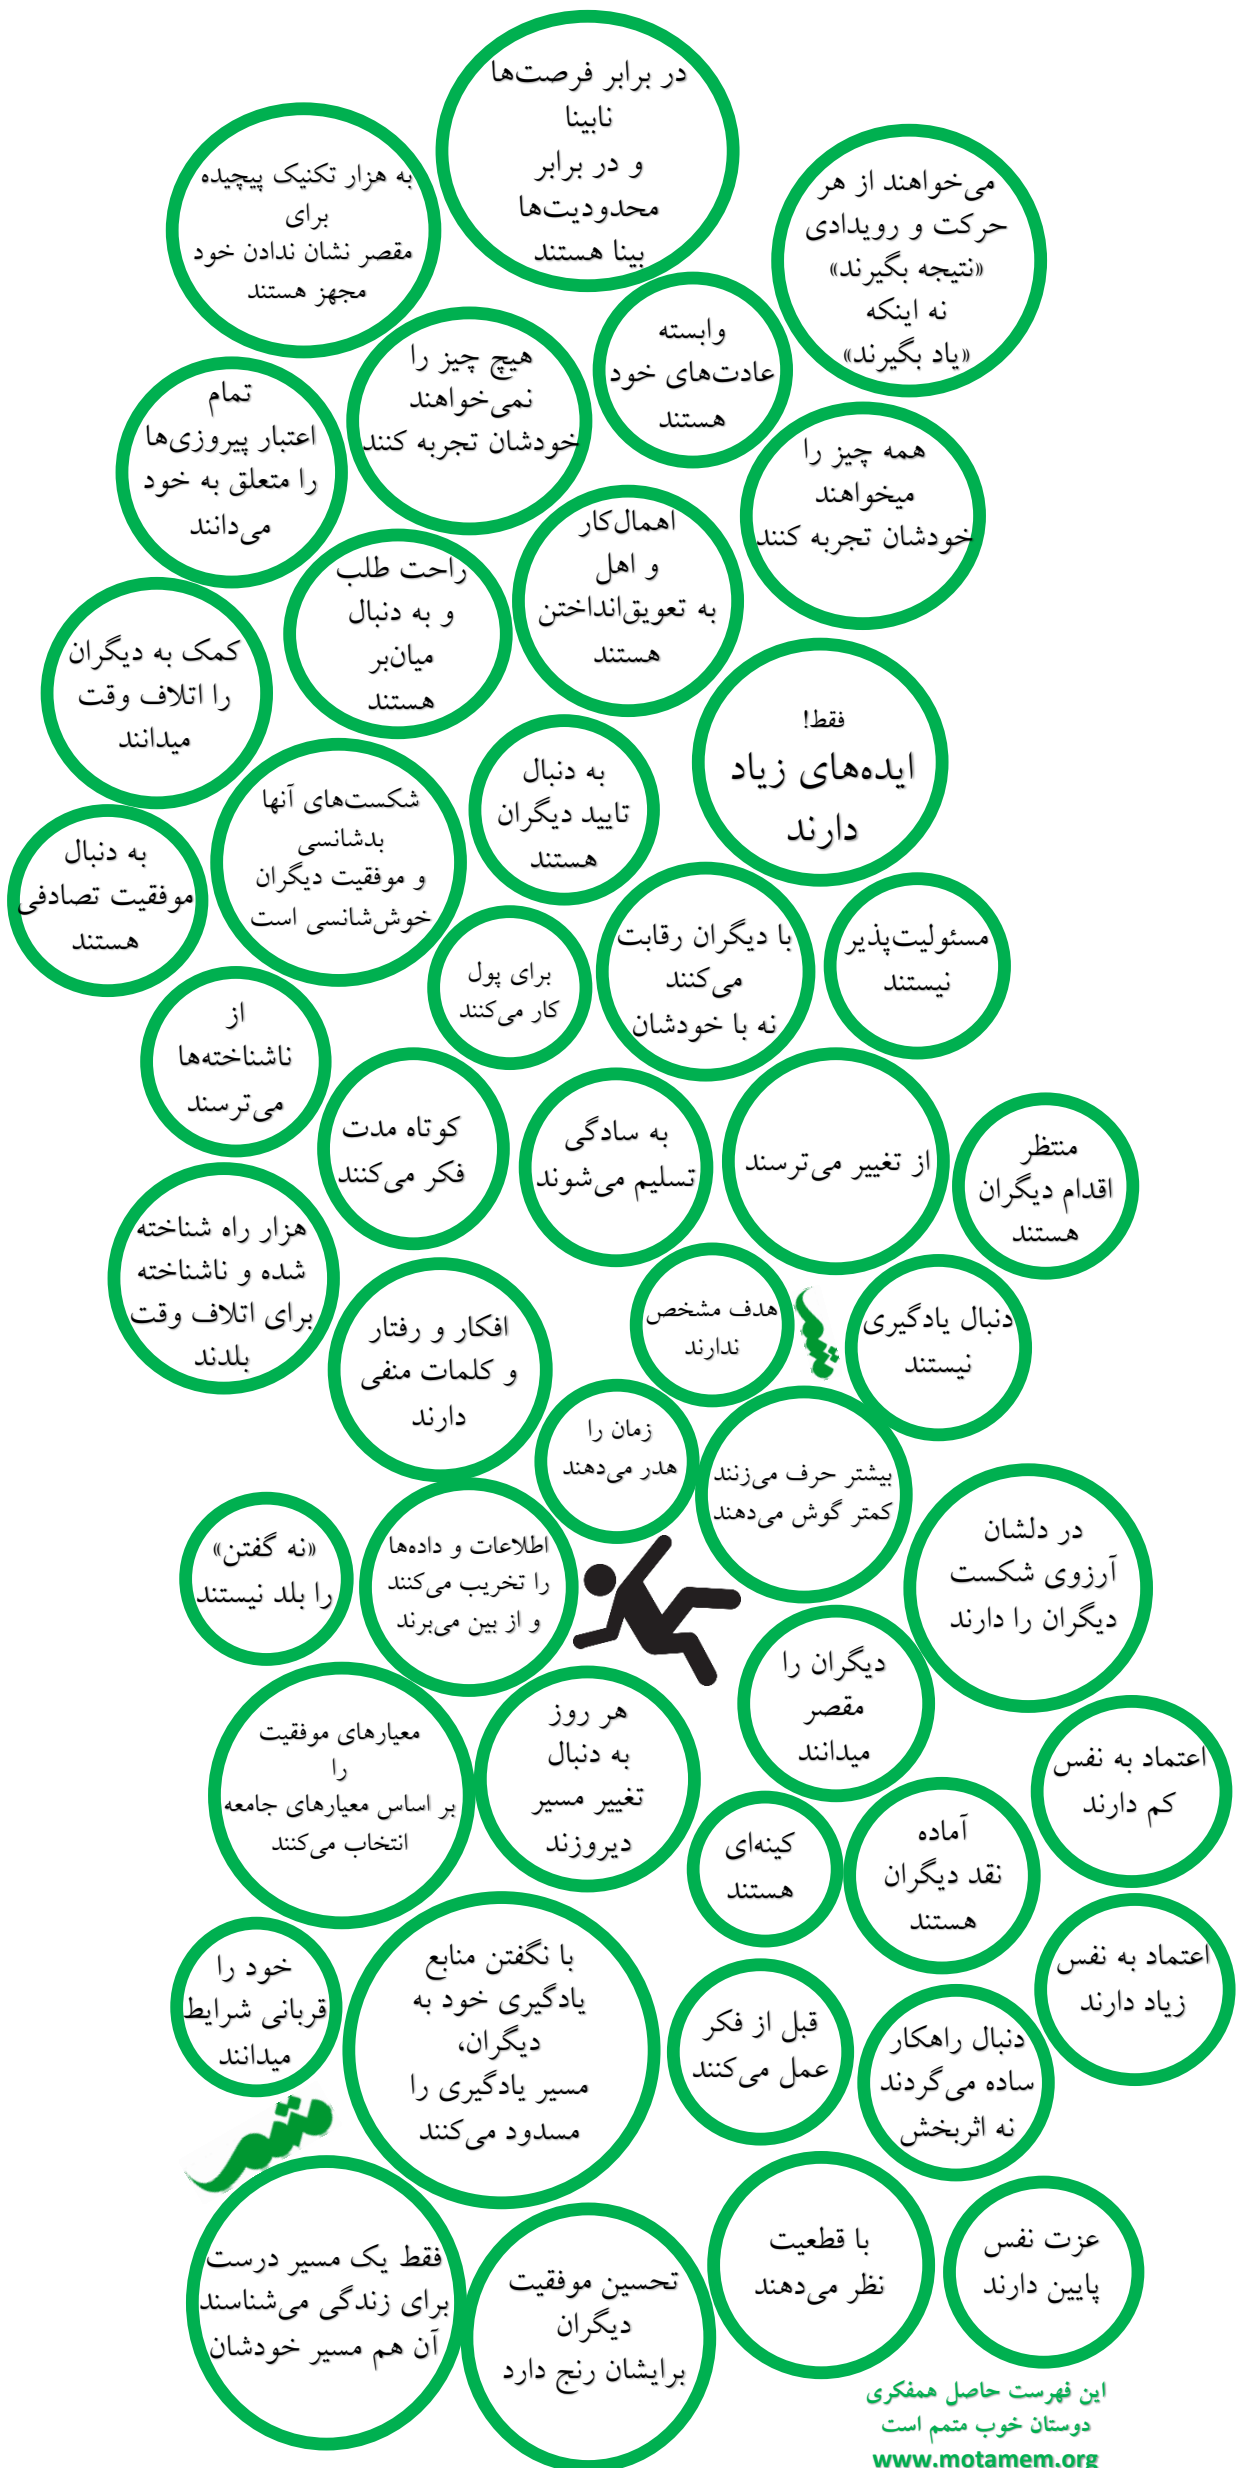 در برابر فرصت‌ها
نابینا
و در برابر
محدودیت‌ها
بینا هستند
می‌خواهند از هر
حرکت و رویدادی
«نتیجه بگیرند»
نه اینکه
«یاد بگیرند»
به هزار تکنیک پیچیده
برای
مقصر نشان ندادن خود
مجهز هستند
وابسته
عادت‌های خود
هستند
هیچ چیز را
نمی‌خواهند
خودشان تجربه کنند
تمام
اعتبار پیروزی‌ها
را متعلق به خود
می‌دانند
همه چیز را
میخواهند
خودشان تجربه کنند
اهمال‌کار
و اهل
به تعویق‌انداختن
هستند
راحت طلب
و به دنبال
میان‌بر
هستند
کمک به دیگران
را اتلاف وقت
میدانند
فقط!
ایده‌های زیاد
دارند
به دنبال
تایید دیگران
هستند
شکست‌های آنها
بدشانسی
و موفقیت دیگران
خوش‌شانسی است
به دنبال
موفقیت تصادفی
هستند
مسئولیت‌پذیر
نیستند
با دیگران رقابت
می‌کنند
نه با خودشان
برای پول
کار می‌کنند
از
ناشناخته‌ها
می‌ترسند
منتظر
اقدام دیگران
هستند
از تغییر می‌ترسند
به سادگی
تسلیم می‌شوند
کوتاه مدت
فکر می‌کنند
هزار راه شناخته
شده و ناشناخته
برای اتلاف وقت
بلدند
دنبال یادگیری
نیستند
متمم
هدف مشخص
ندارند
افکار و رفتار
و کلمات منفی
دارند
زمان را
هدر می‌دهند
بیشتر حرف می‌زنند
کمتر گوش می‌دهند
در دلشان
آرزوی شکست
دیگران را دارند
اطلاعات و داده‌ها
را تخریب می‌کنند
و از بین می‌برند
«نه گفتن»
را بلد نیستند
دیگران را
مقصر
میدانند
هر روز
به دنبال
تغییر مسیر
دیروزند
معیارهای موفقیت
را
بر اساس معیارهای جامعه
انتخاب می‌کنند
اعتماد به نفس
کم دارند
آماده
نقد دیگران
هستند
کینه‌ای
هستند
اعتماد به نفس
زیاد دارند
با نگفتن منابع
یادگیری خود به
دیگران،
مسیر یادگیری را
مسدود می‌کنند
خود را
قربانی شرایط
میدانند
قبل از فکر
عمل می‌کنند
دنبال راهکار
ساده می‌گردند
نه اثربخش
متمم
عزت نفس
پایین دارند
با قطعیت
نظر می‌دهند
تحسین موفقیت
دیگران
برایشان رنج دارد
فقط یک مسیر درست
برای زندگی می‌شناسند
آن هم مسیر خودشان
این فهرست حاصل همفکری
دوستان خوب متمم است
www.motamem.org